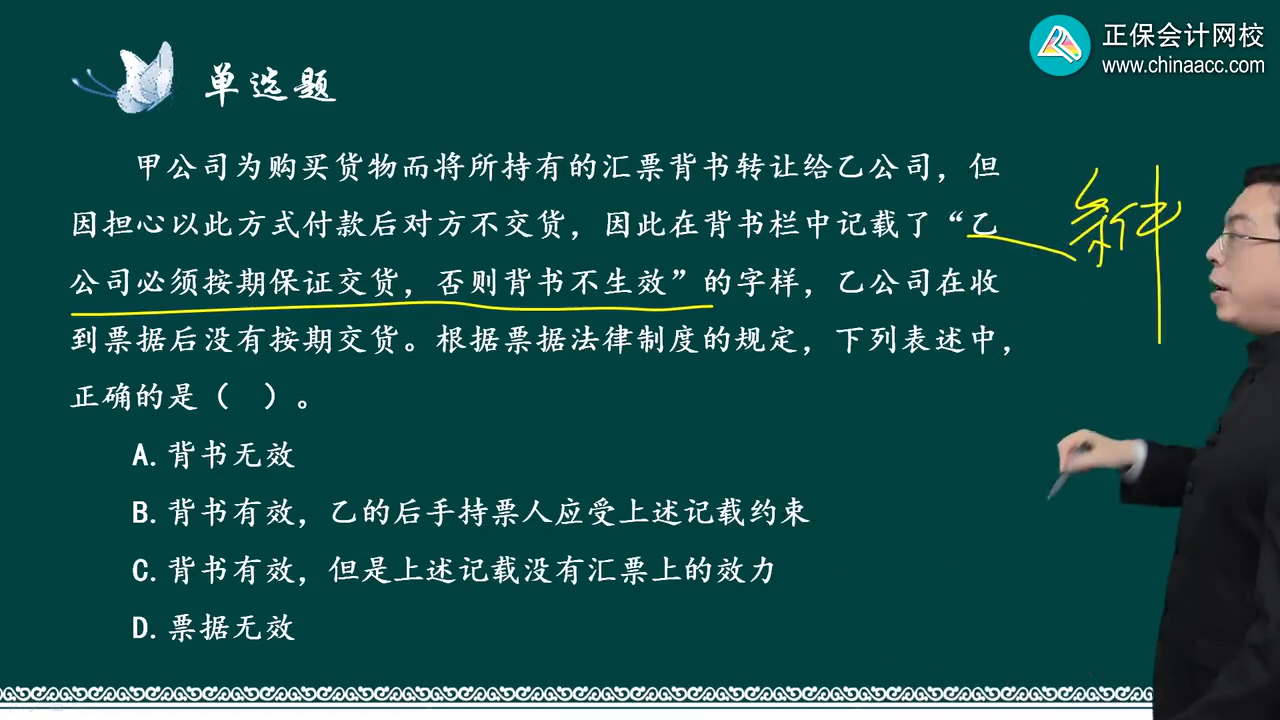 正保会计网校
www.chinaacc.com
单选题
甲公司为购买货物而将所持有的汇票背书转让给乙公司，但
因担心以此方式付款后对方不交货，因此在背书栏中记载了“乙
公司必须按期保证交货，否则背书不生效”的字样，乙公司在收
到票据后没有按期交货。根据票据法律制度的规定，下列表述中，
正确的是（　）。
条件
A. 背书无效
B. 背书有效，乙的后手持票人应受上述记载约束
C. 背书有效，但是上述记载没有汇票上的效力
D. 票据无效